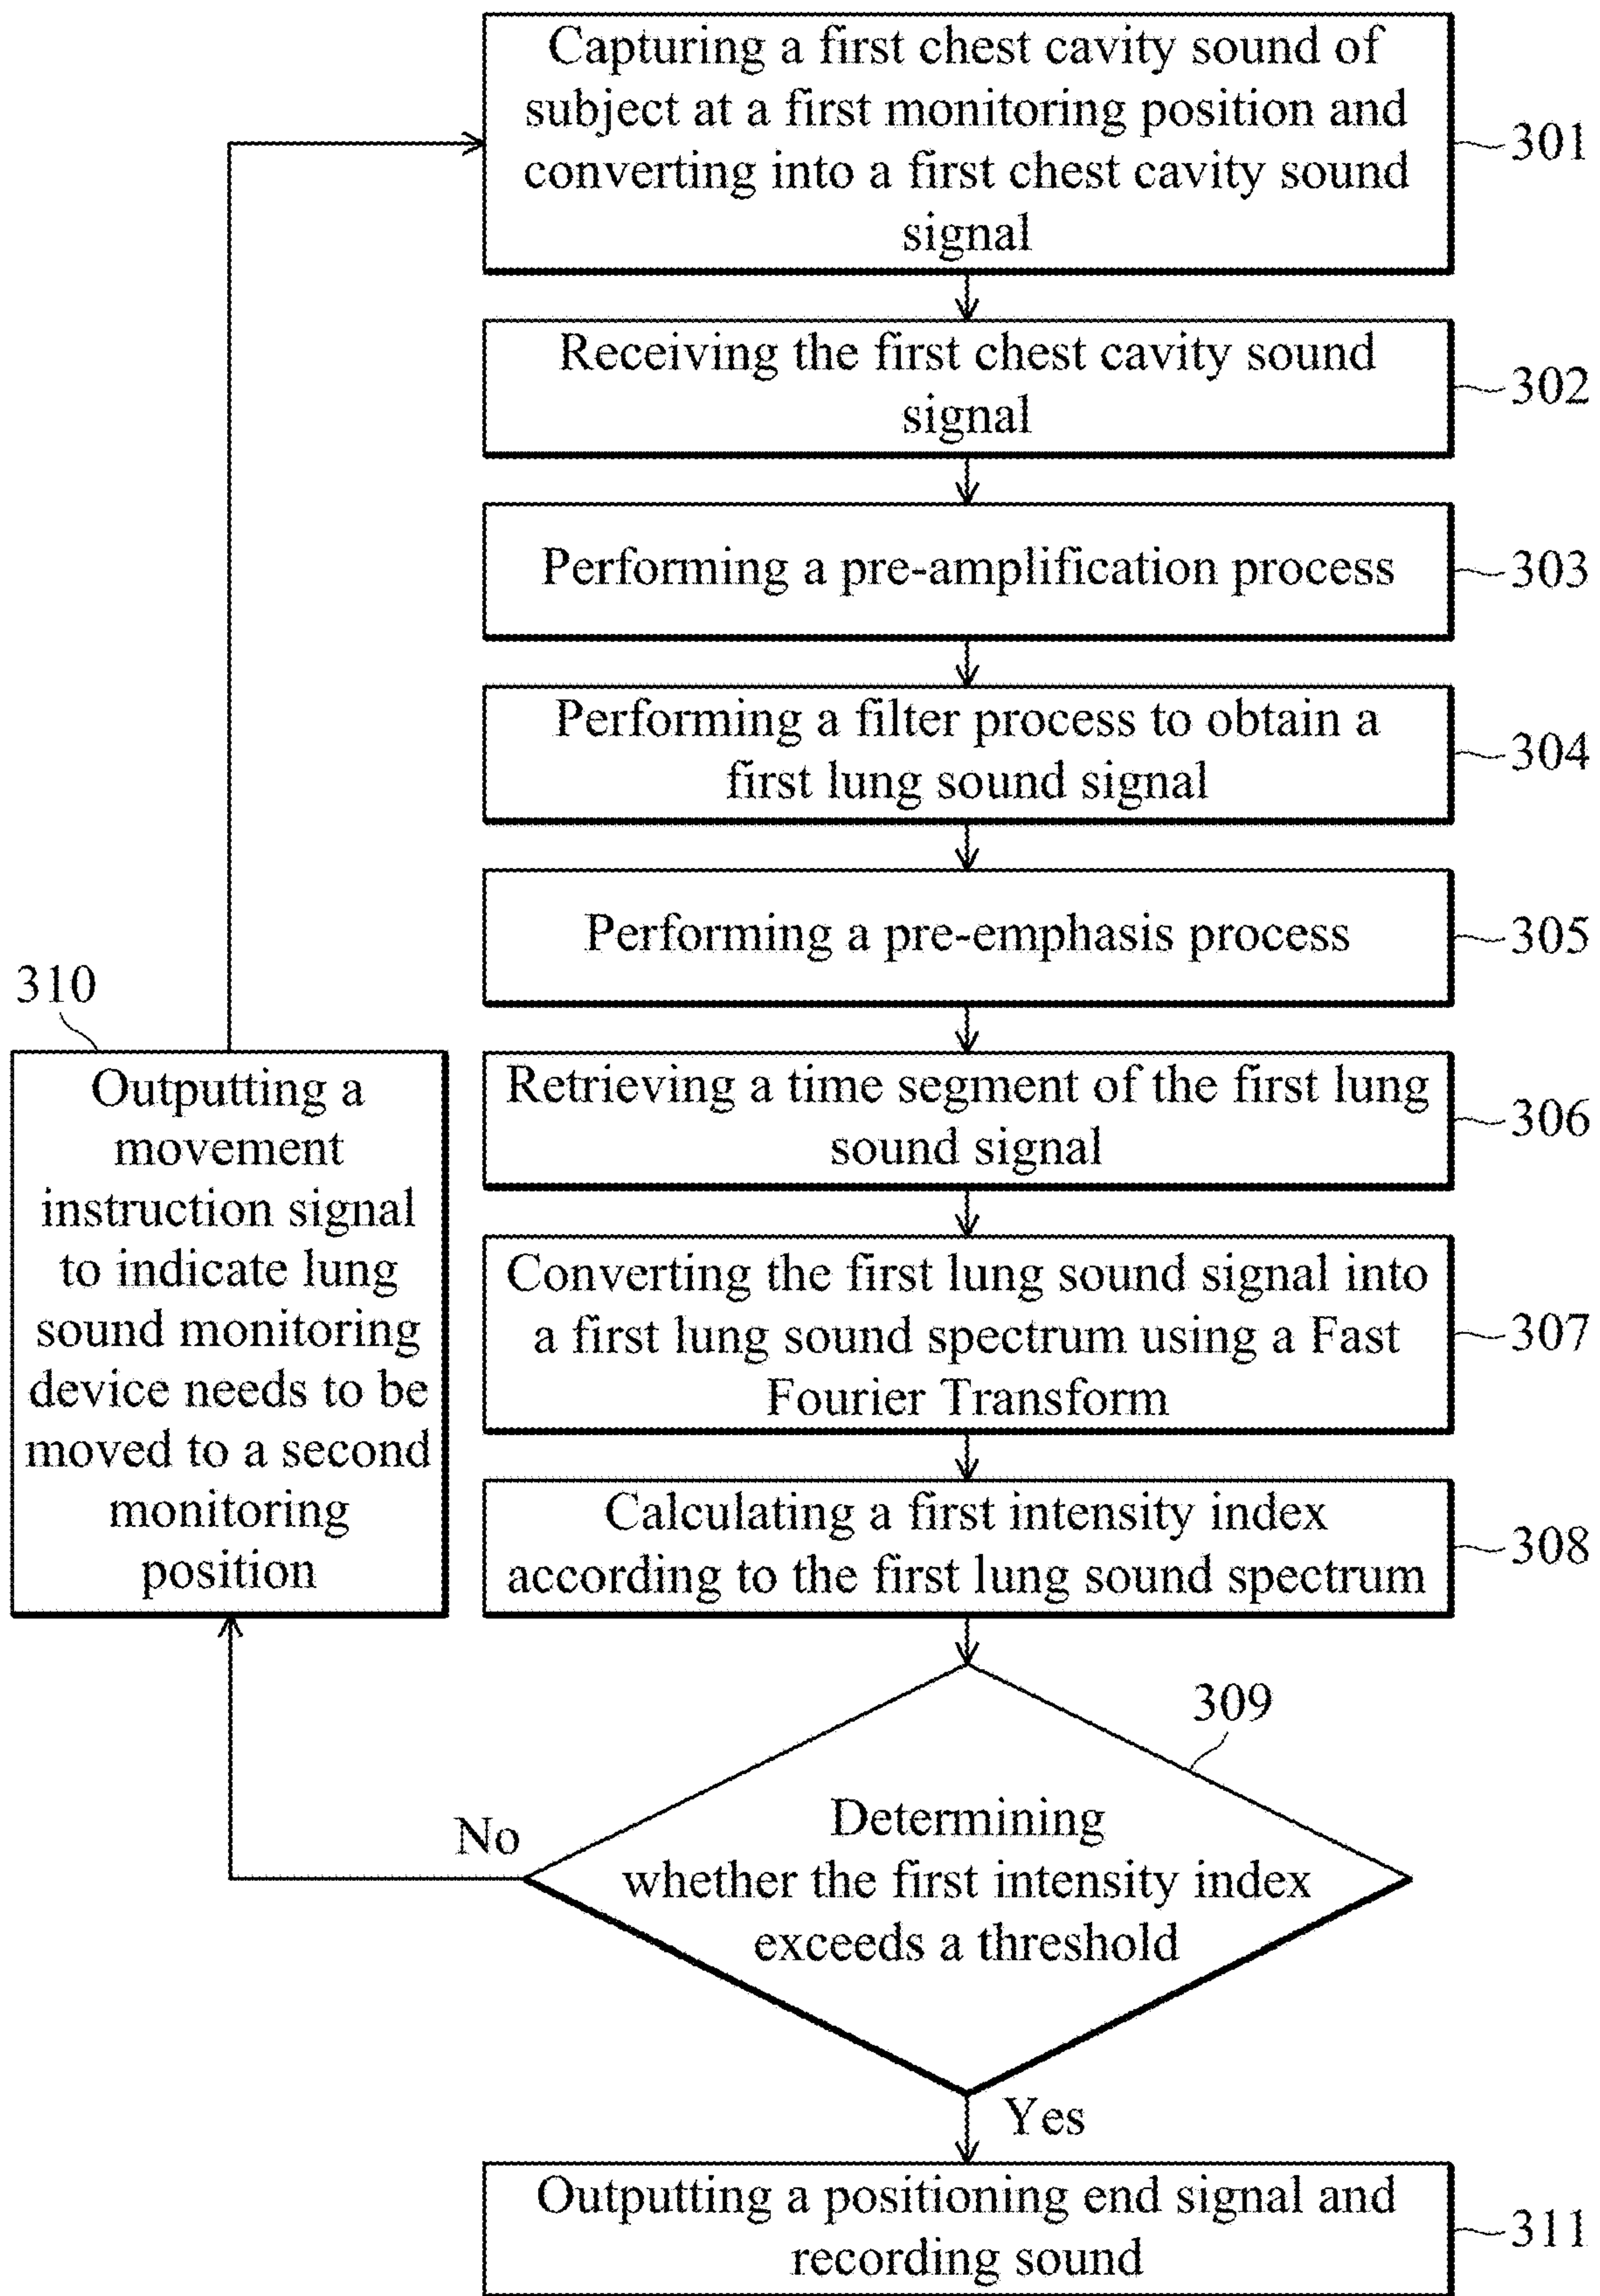 Capturing a first chest cavity sound of
subject at a first monitoring position and
converting into a first chest cavity sound
signal
301
Receiving the first chest cavity sound
signal
302
Performing a pre-amplification process
303
Performing a filter process to obtain a
first lung sound signal
304
Performing a pre-emphasis process
305
Retrieving a time segment of the first lung
sound signal
306
Converting the first lung sound signal into
a first lung sound spectrum using a Fast
Fourier Transform
307
Calculating a first intensity index
according to the first lung sound spectrum
308
309
Determining
whether the first intensity index
exceeds a threshold
No
310
Outputting a
movement
instruction signal
to indicate lung
sound monitoring
device needs to be
moved to a second
monitoring
position
Yes
Outputting a positioning end signal and
recording sound
311